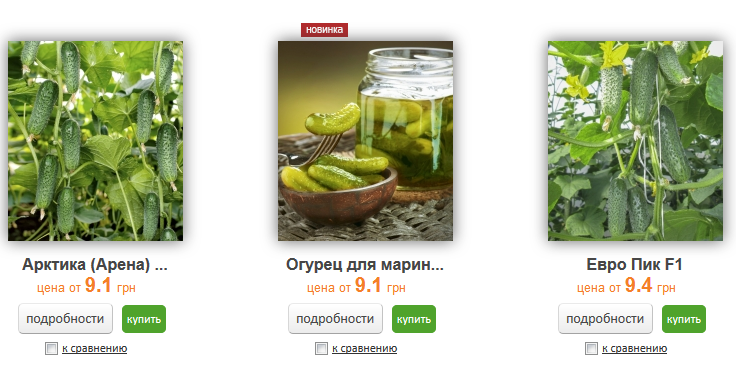 новинка
Арктика (Арена) ...
цена от 9.1 грн
подробности
купить
к сравнению
Огурец для марин...
цена от 9.1 грн
подробности
купить
к сравнению
Евро Пик F1
цена от 9.4 грн
подробности
купить
к сравнению